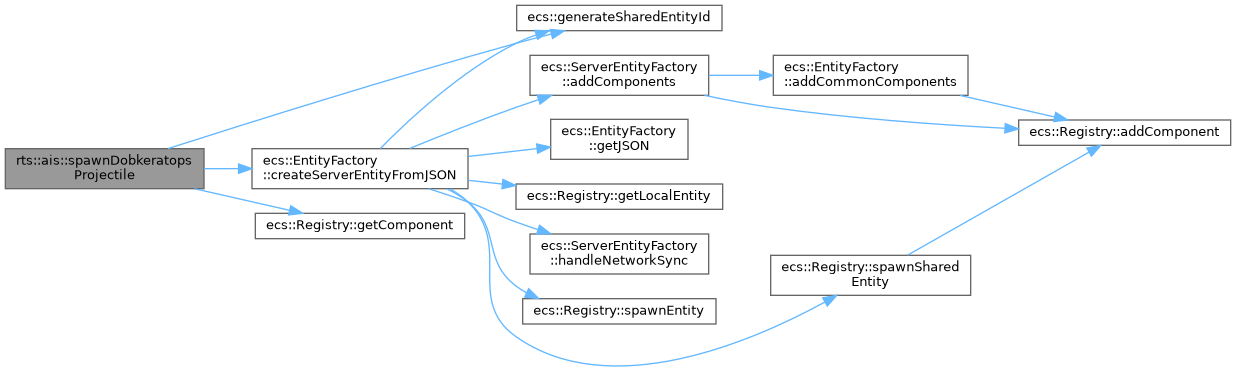 rts::ais::spawnDobkeratops
Projectile
ecs::generateSharedEntityId
ecs::EntityFactory
::createServerEntityFromJSON
ecs::Registry::getComponent
ecs::ServerEntityFactory
::addComponents
ecs::EntityFactory
::getJSON
ecs::Registry::getLocalEntity
ecs::ServerEntityFactory
::handleNetworkSync
ecs::Registry::spawnEntity
ecs::EntityFactory
::addCommonComponents
ecs::Registry::spawnShared
Entity
ecs::Registry::addComponent